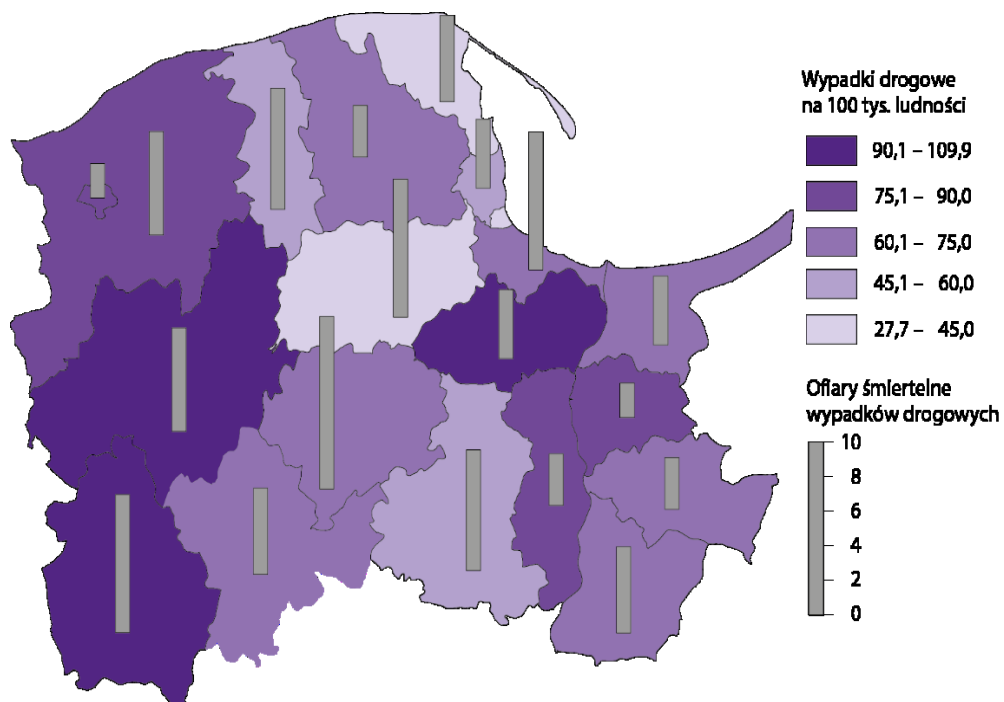 Wypadki drogowe
na 100 tys. ludności
90,1 – 109,9
75,1 – 90,0
60,1 – 75,0
45,1 – 60,0
27,7 – 45,0
Ofiary śmiertelne
wypadków drogowych
10
8
6
4
2
0